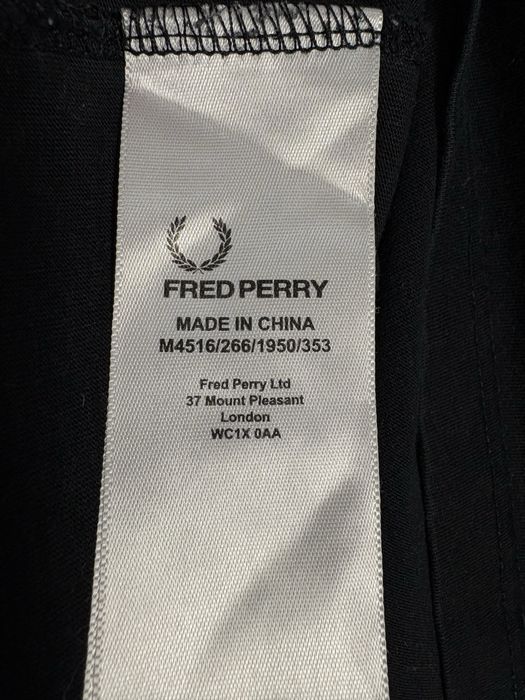 FRED PERRY
MADE IN CHINA
M4516/266/1950/353
Fred Perry Ltd
37 Mount Pleasant
London
WC1X 0AA